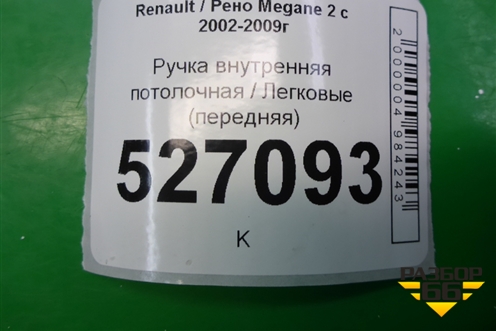 Renault / Рено Megane 2 с
2002-2009г
Ручка внутренняя
потолочная / Легковые
(передняя)
527093
К
2000004984243
РАЗБОР
66